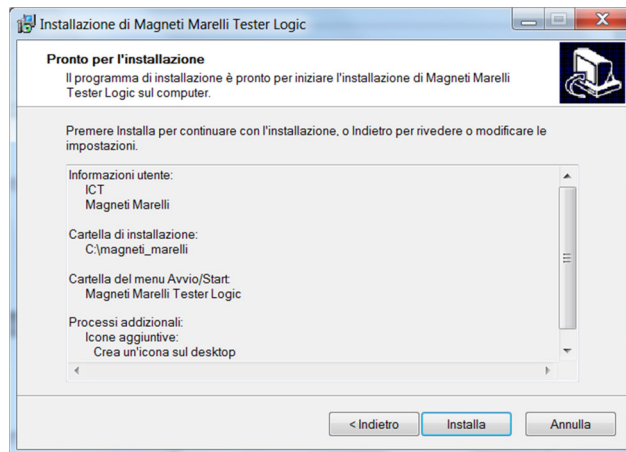 Installazione di Magneti Marelli Tester Logic
Pronto per l'installazione
Il programma di installazione è pronto per iniziare l'installazione di Magneti Marelli
Tester Logic sul computer.
Premere Installa per continuare con l'installazione, o Indietro per rivedere o modificare le
impostazioni.
Informazioni utente:
ICT
Magneti Marelli
Cartella di installazione:
C:\magneti_marelli
Cartella del menu Avvio/Start:
Magneti Marelli Tester Logic
Processi addizionali:
Icone aggiuntive:
Crea un'icona sul desktop
< Indietro
Installa
Annulla